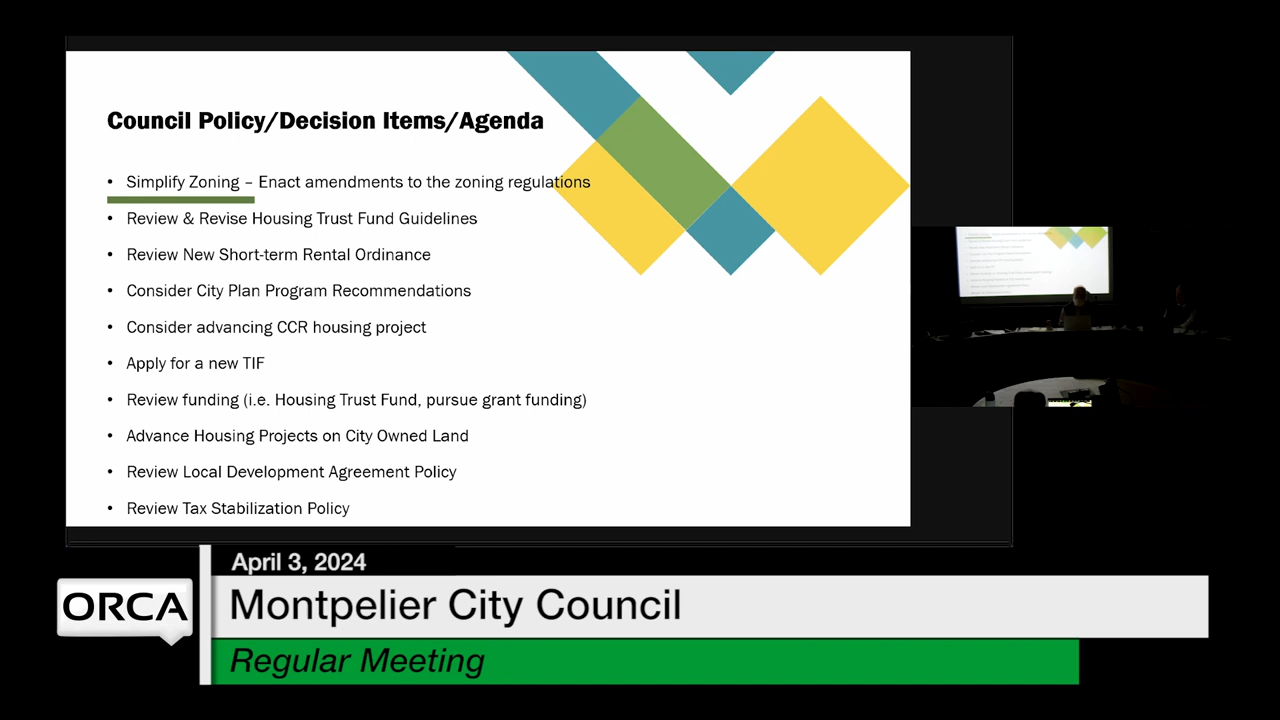 Council Policy/Decision Items/Agenda
• Simplify Zoning – Enact amendments to the zoning regulations
• Review & Revise Housing Trust Fund Guidelines
• Review New Short-term Rental Ordinance
• Consider City Plan Program Recommendations
• Consider advancing CCR housing project
• Apply for a new TIF
• Review funding (i.e. Housing Trust Fund, pursue grant funding)
• Advance Housing Projects on City Owned Land
• Review Local Development Agreement Policy
• Review Tax Stabilization Policy
April 3, 2024
ORCA
Montpelier City Council
Regular Meeting